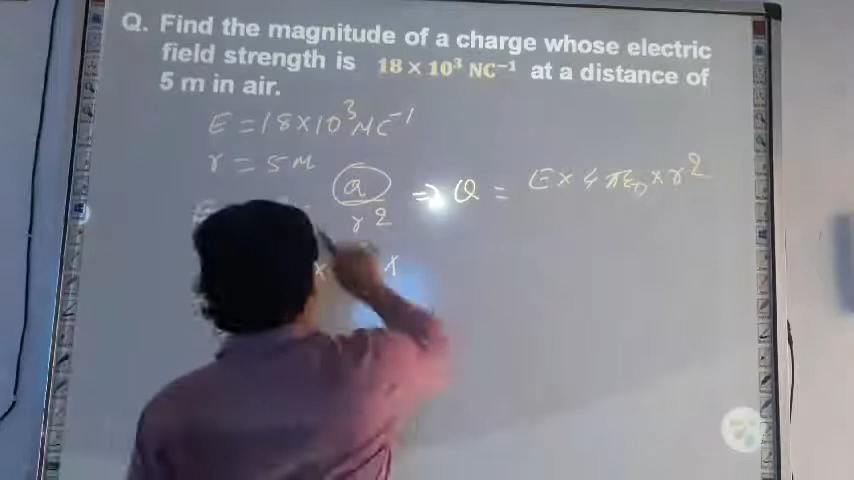 Q. Find the magnitude of a charge whose electric
field strength is 18 × 10³ NC⁻¹ at a distance of
5 m in air.
E = 18×10³ NC⁻¹
r = 5m
Q ⇒ Q = E × 4πε₀ × r²
r²
× ×